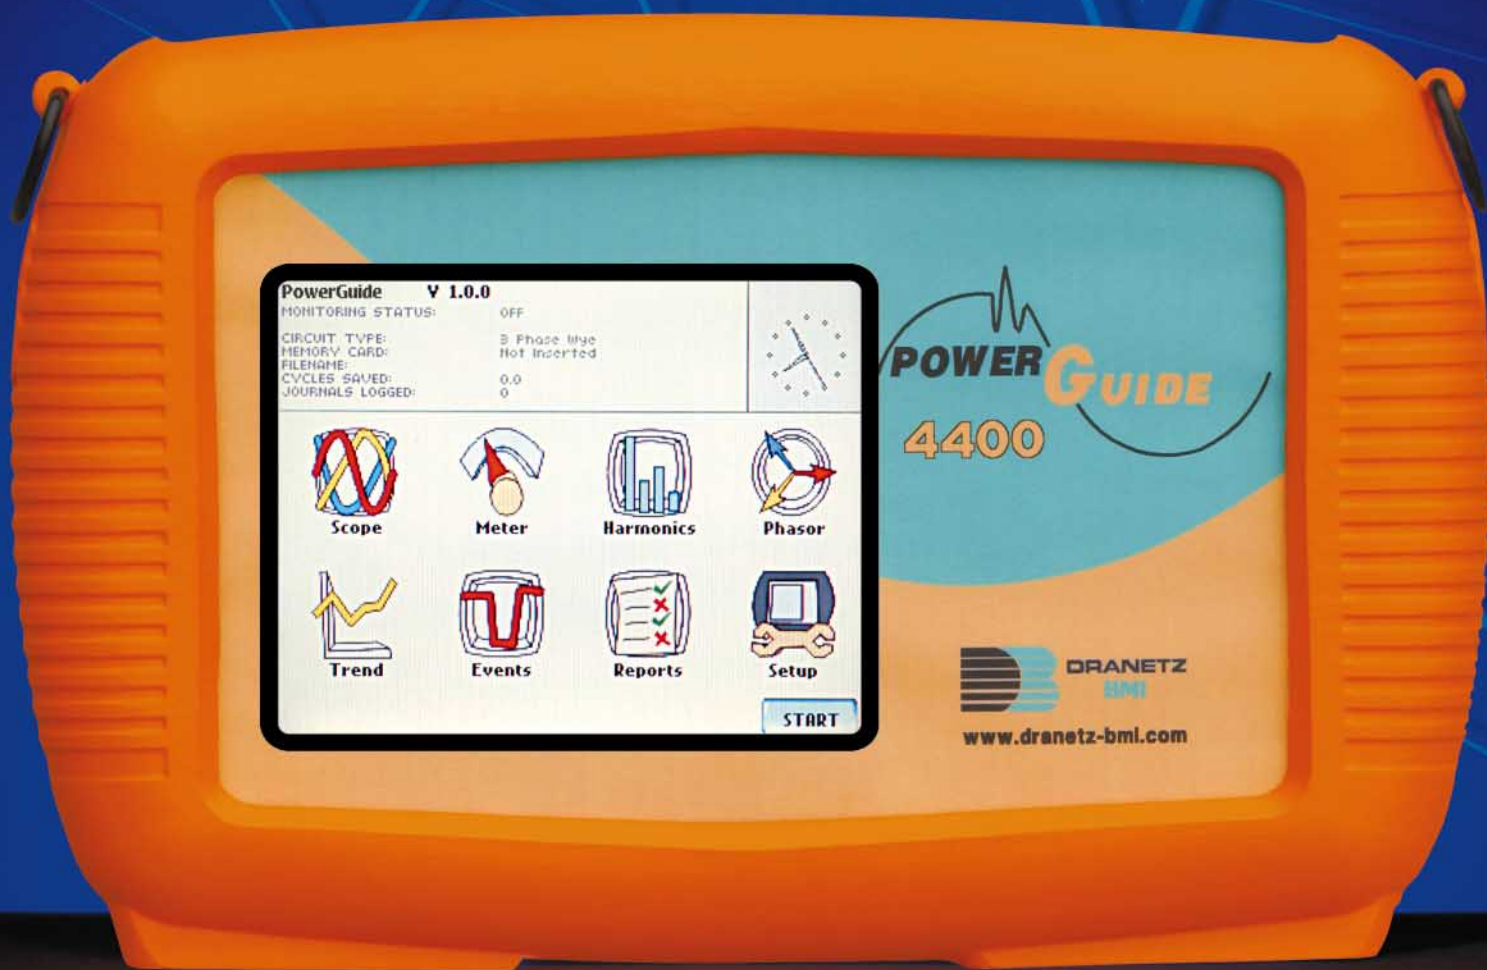 PowerGuide V 1.0.0
MONITORING STATUS: OFF
CIRCUIT TYPE: 3 Phase Wye
MEMORY CARD: Not Inserted
FILENAME:
CYCLES SAVED: 0.0
JOURNALS LOGGED: 0
Scope Meter Harmonics Phasor
Trend Events Reports Setup
START
POWERGUIDE
4400
DRANETZ
BMI
www.dranetz-bmi.com